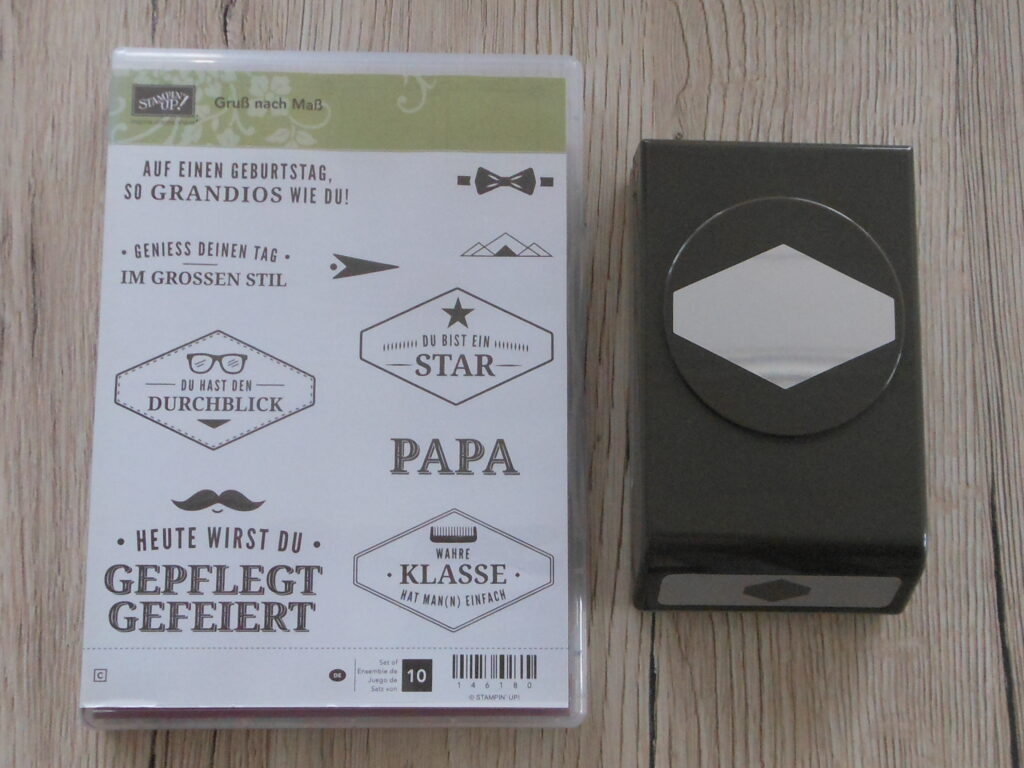 STAMPIN' UP!
Gruß nach Maß
AUF EINEN GEBURTSTAG,
SO GRANDIOS WIE DU!
• GENIESS DEINEN TAG •
IM GROSSEN STIL
DU BIST EIN
STAR
DU HAST DEN
DURCHBLICK
PAPA
• HEUTE WIRST DU •
GEPFLEGT
GEFEIERT
WAHRE
• KLASSE •
HAT MAN(N) EINFACH
C
DE
Set of
Ensemble de
Juego de
Satz von
10
146180
© STAMPIN' UP!